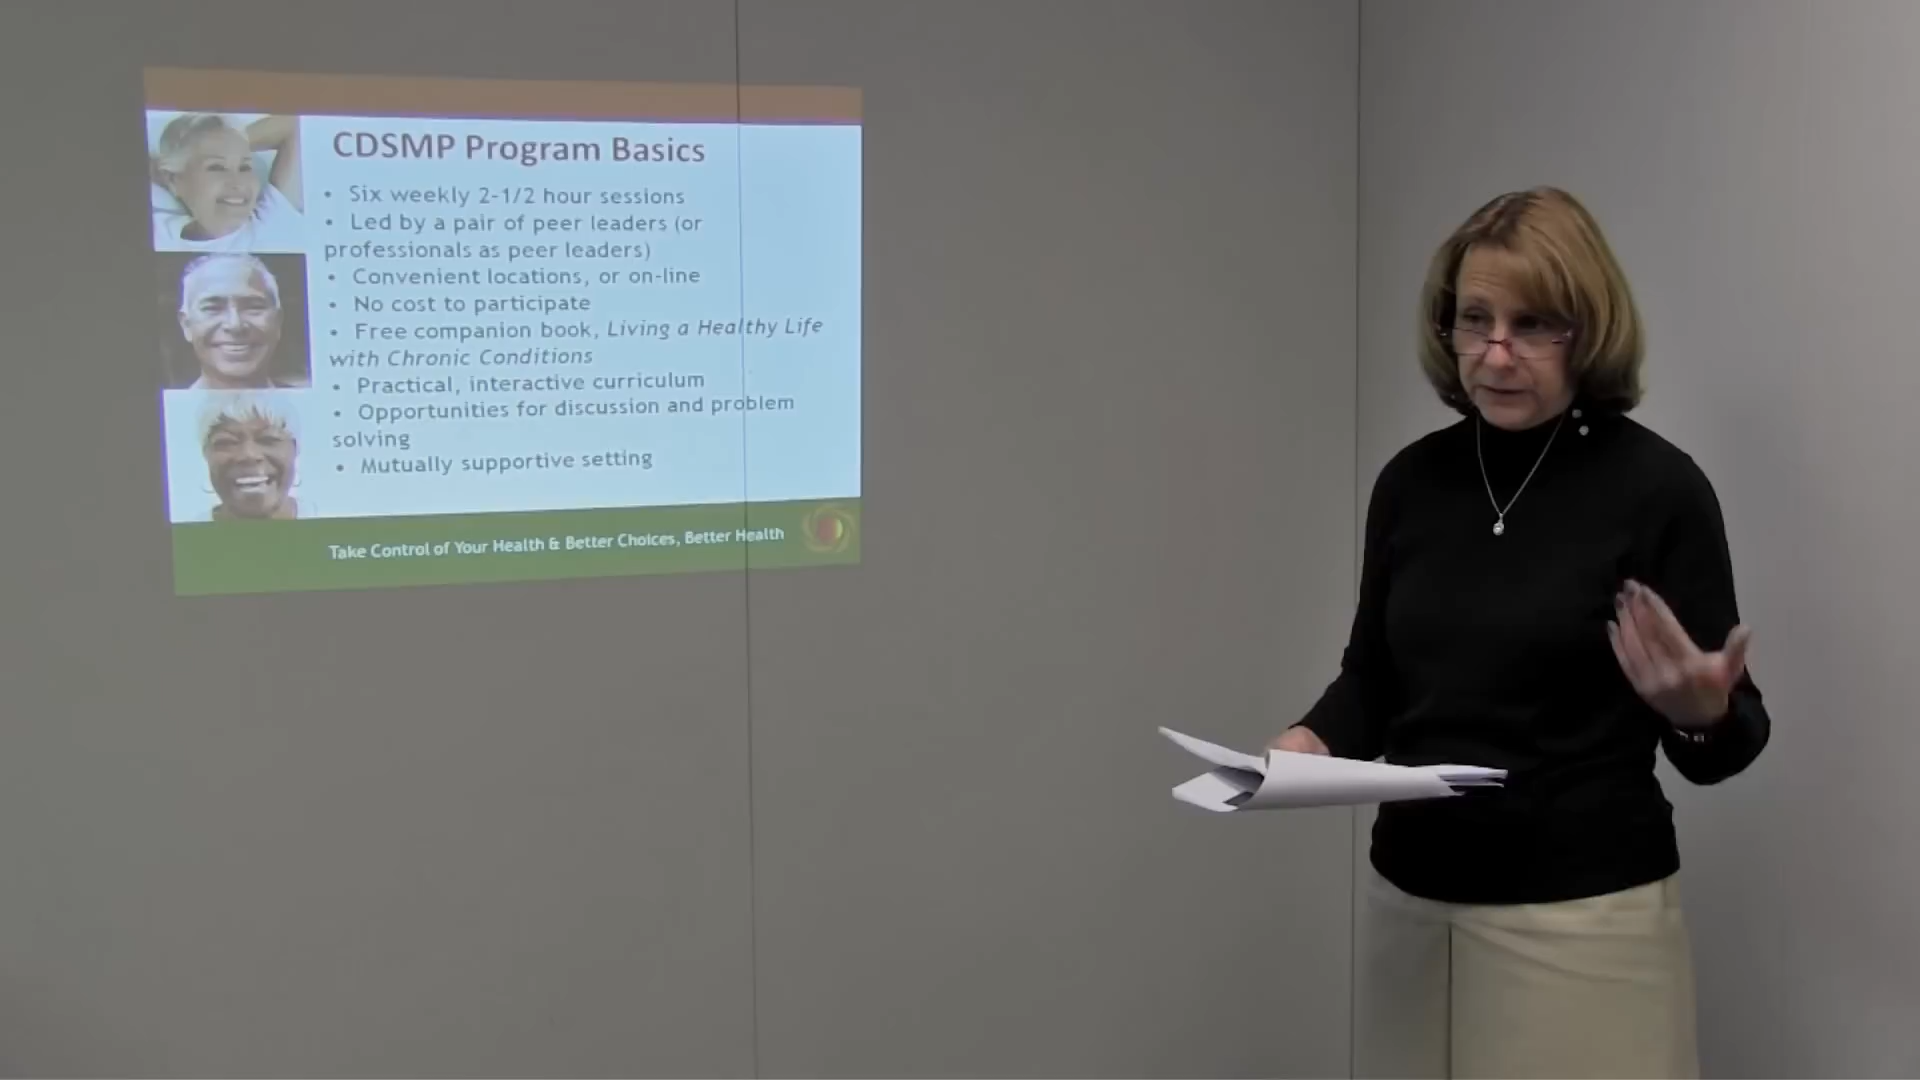 CDSMP Program Basics
• Six weekly 2-1/2 hour sessions
• Led by a pair of peer leaders (or
professionals as peer leaders)
• Convenient locations, or on-line
• No cost to participate
• Free companion book, Living a Healthy Life
with Chronic Conditions
• Practical, interactive curriculum
• Opportunities for discussion and problem
solving
• Mutually supportive setting
Take Control of Your Health & Better Choices, Better Health